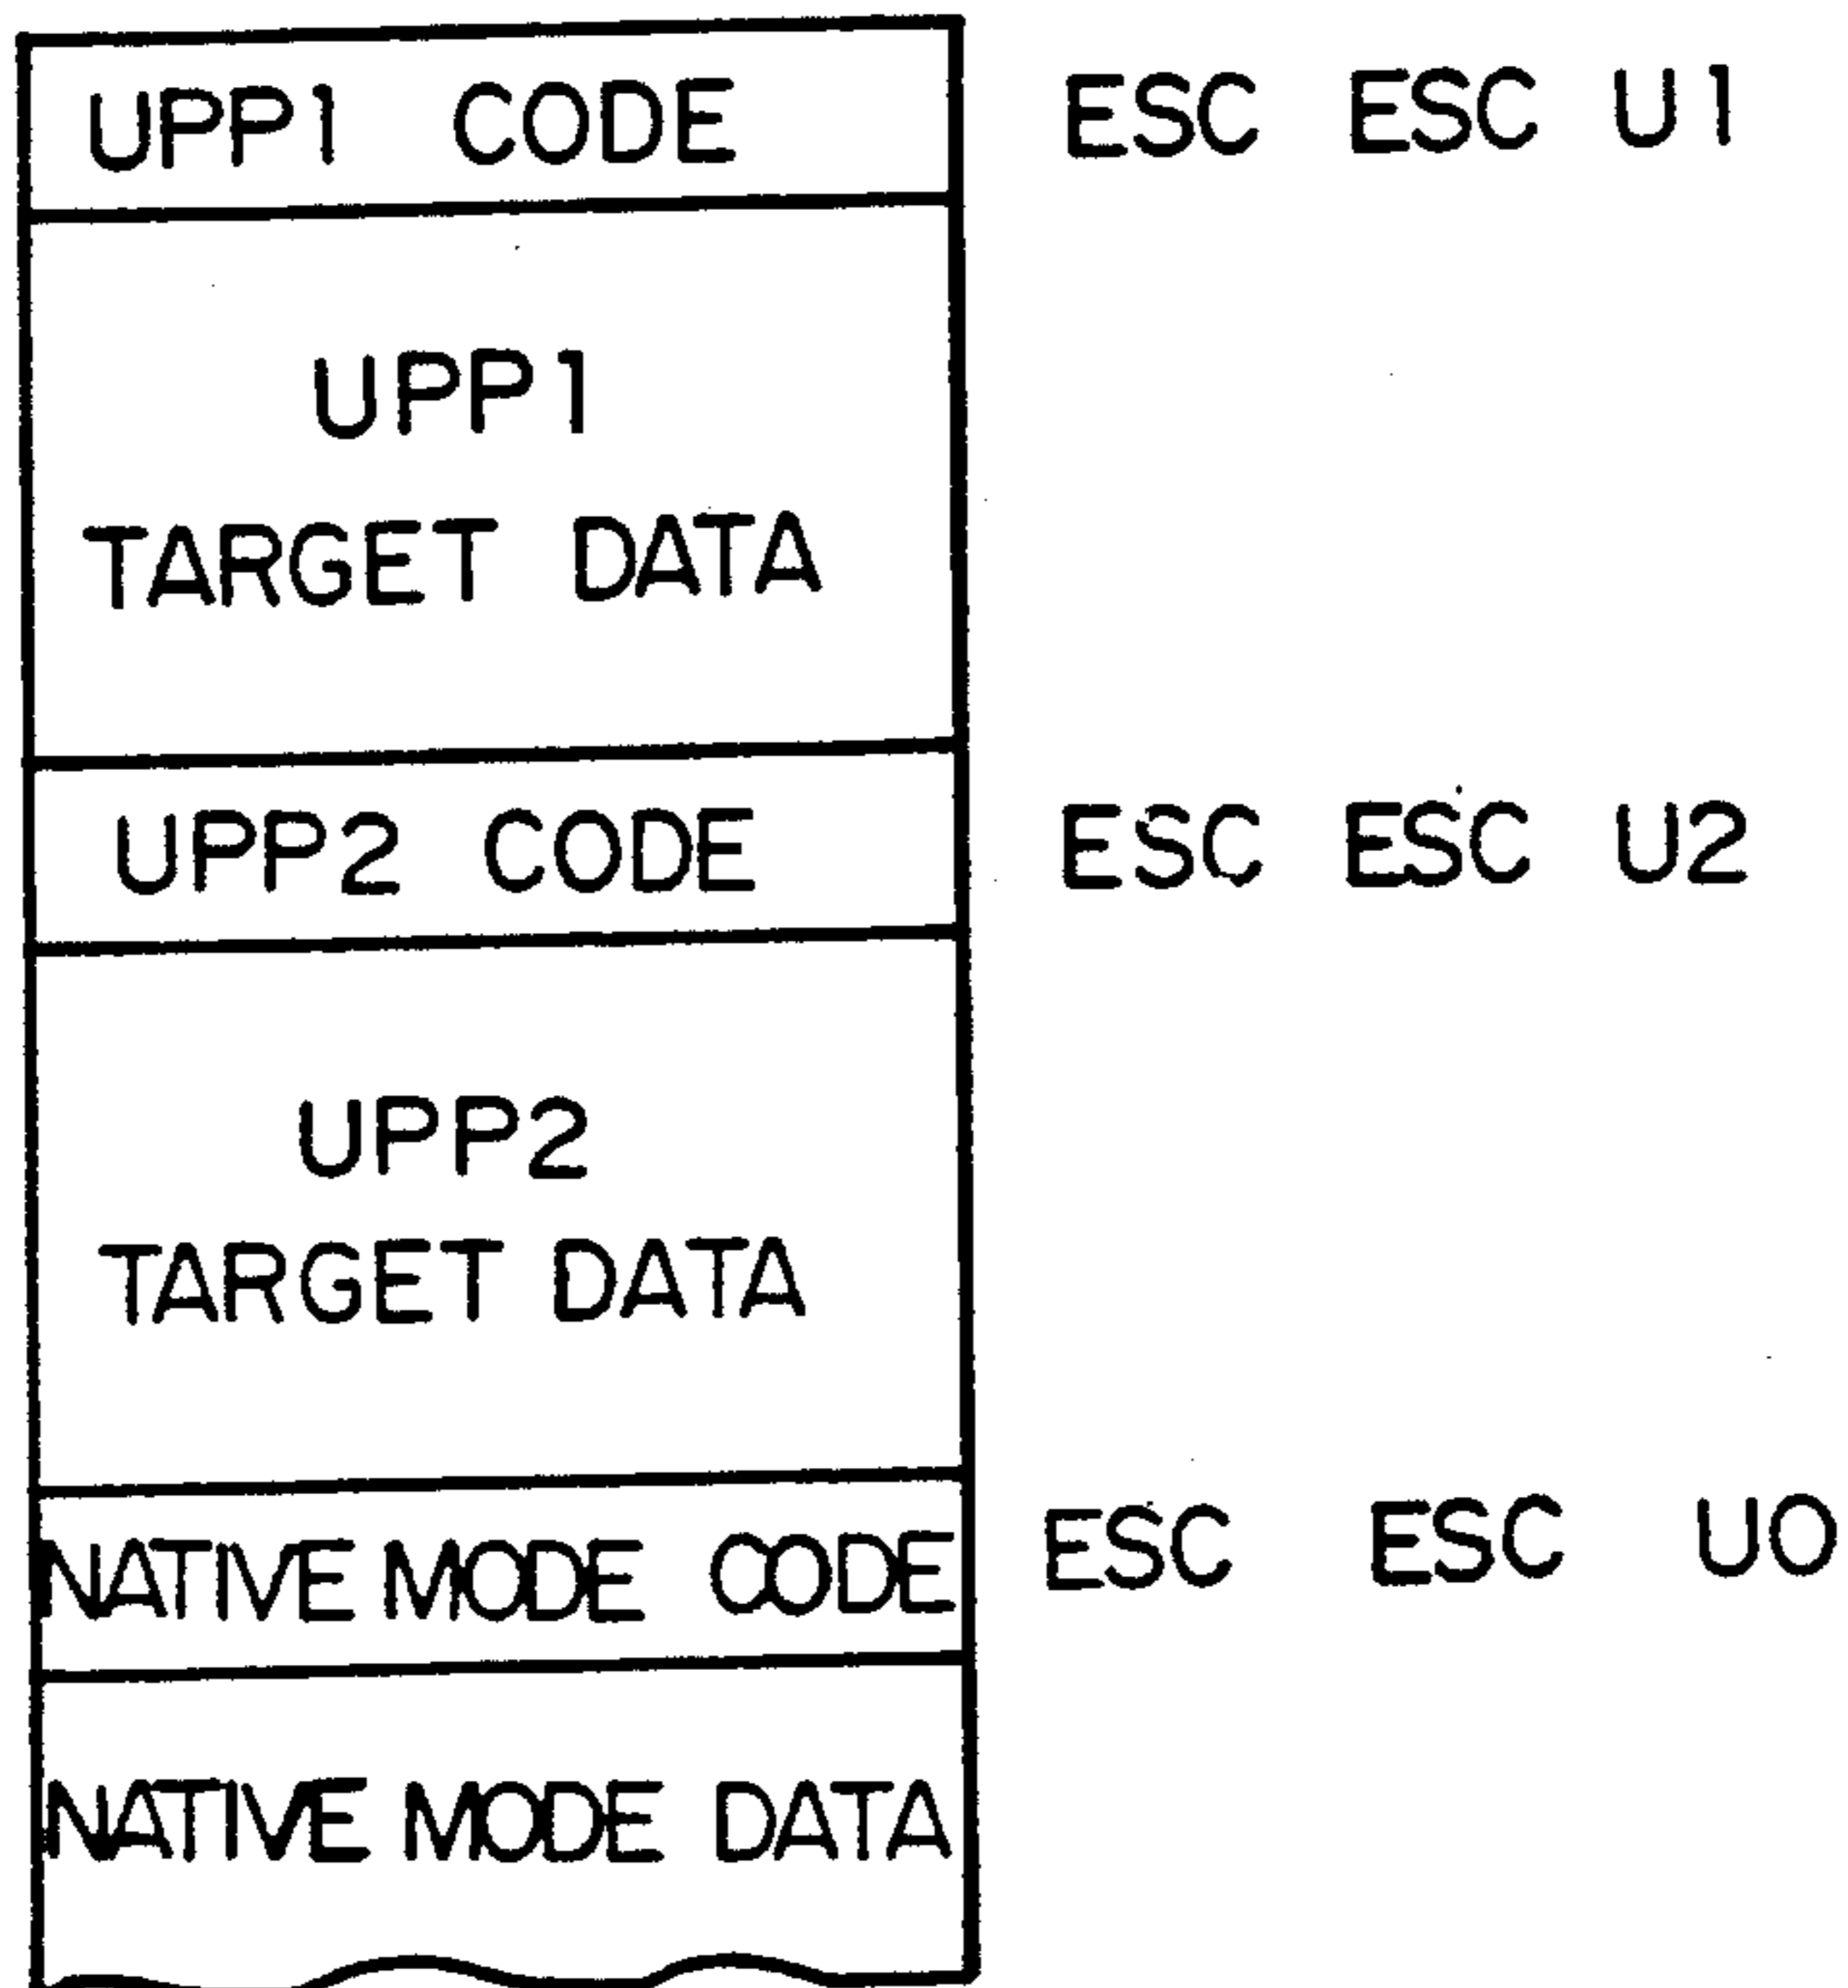 UPP1 CODE ESC ESC U1
UPP1
TARGET DATA
UPP2 CODE ESC ESC U2
UPP2
TARGET DATA
NATIVE MODE CODE ESC ESC U0
NATIVE MODE DATA